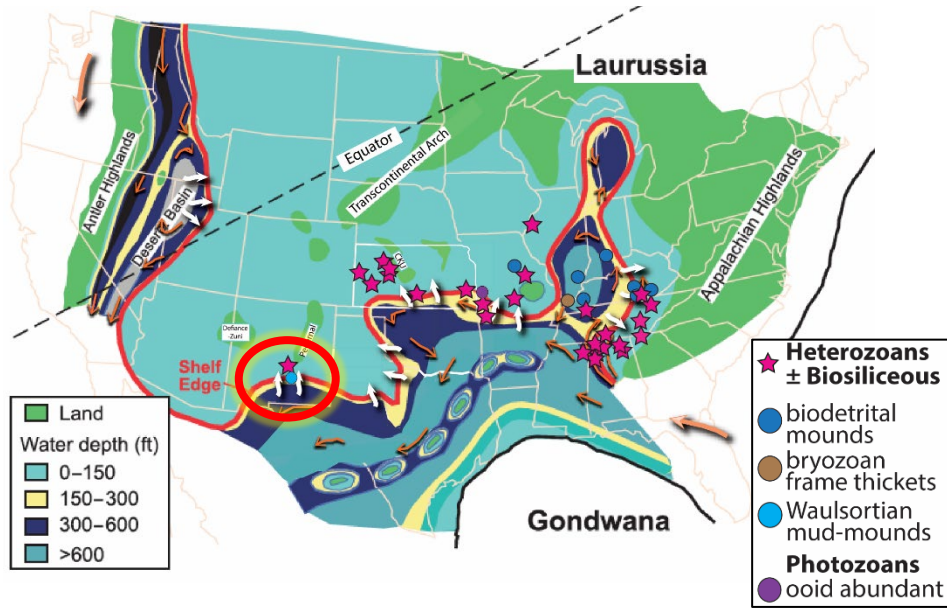 Laurussia
Equator
Transcontinental Arch
Antler Highlands
Deseret Basin
Appalachian Highlands
CKU
Defiance
-Zuni
Shelf
Edge
Gondwana
Land
Water depth (ft)
0–150
150–300
300–600
>600
Heterozoans
± Biosiliceous
biodetrital
mounds
bryozoan
frame thickets
Waulsortian
mud-mounds
Photozoans
ooid abundant